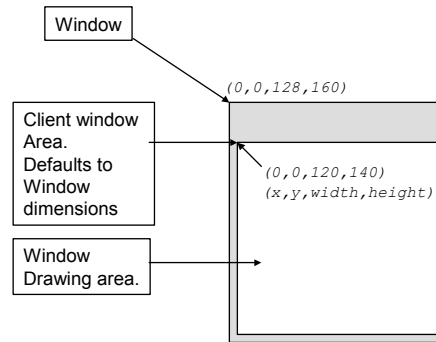 Window
(0,0,128,160)
Client window
Area.
Defaults to
Window
dimensions
(0,0,120,140)
(x,y,width,height)
Window
Drawing area.